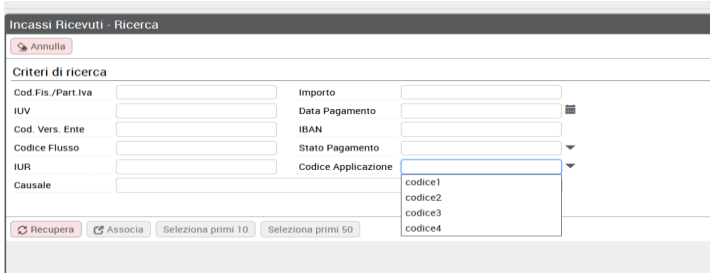 Incassi Ricevuti - Ricerca
Annulla
Criteri di ricerca
Cod.Fis./Part.Iva Importo
IUV Data Pagamento
Cod. Vers. Ente IBAN
Codice Flusso Stato Pagamento
IUR Codice Applicazione
Causale
codice1
codice2
codice3
codice4
Recupera Associa Seleziona primi 10 Seleziona primi 50